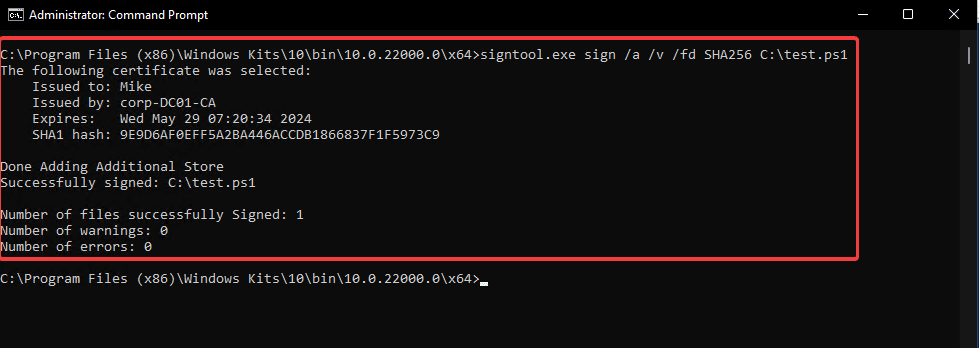 Administrator: Command Prompt
C:\Program Files (x86)\Windows Kits\10\bin\10.0.22000.0\x64>signtool.exe sign /a /v /fd SHA256 C:\test.ps1
The following certificate was selected:
    Issued to: Mike
    Issued by: corp-DC01-CA
    Expires:   Wed May 29 07:20:34 2024
    SHA1 hash: 9E9D6AF0EFF5A2BA446ACCDB1866837F1F5973C9
Done Adding Additional Store
Successfully signed: C:\test.ps1
Number of files successfully Signed: 1
Number of warnings: 0
Number of errors: 0
C:\Program Files (x86)\Windows Kits\10\bin\10.0.22000.0\x64>